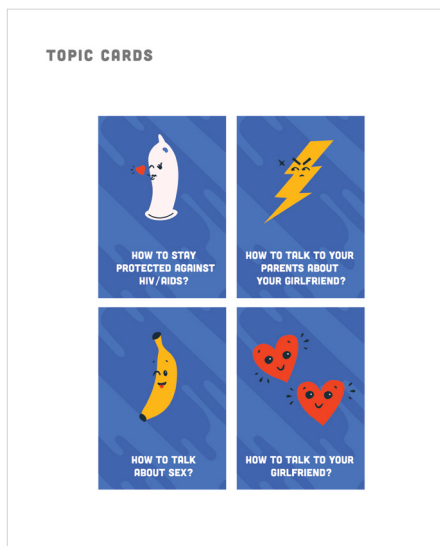 TOPIC CARDS
HOW TO STAY
PROTECTED AGAINST
HIV/AIDS?
HOW TO TALK TO YOUR
PARENTS ABOUT
YOUR GIRLFRIEND?
HOW TO TALK
ABOUT SEX?
HOW TO TALK TO YOUR
GIRLFRIEND?